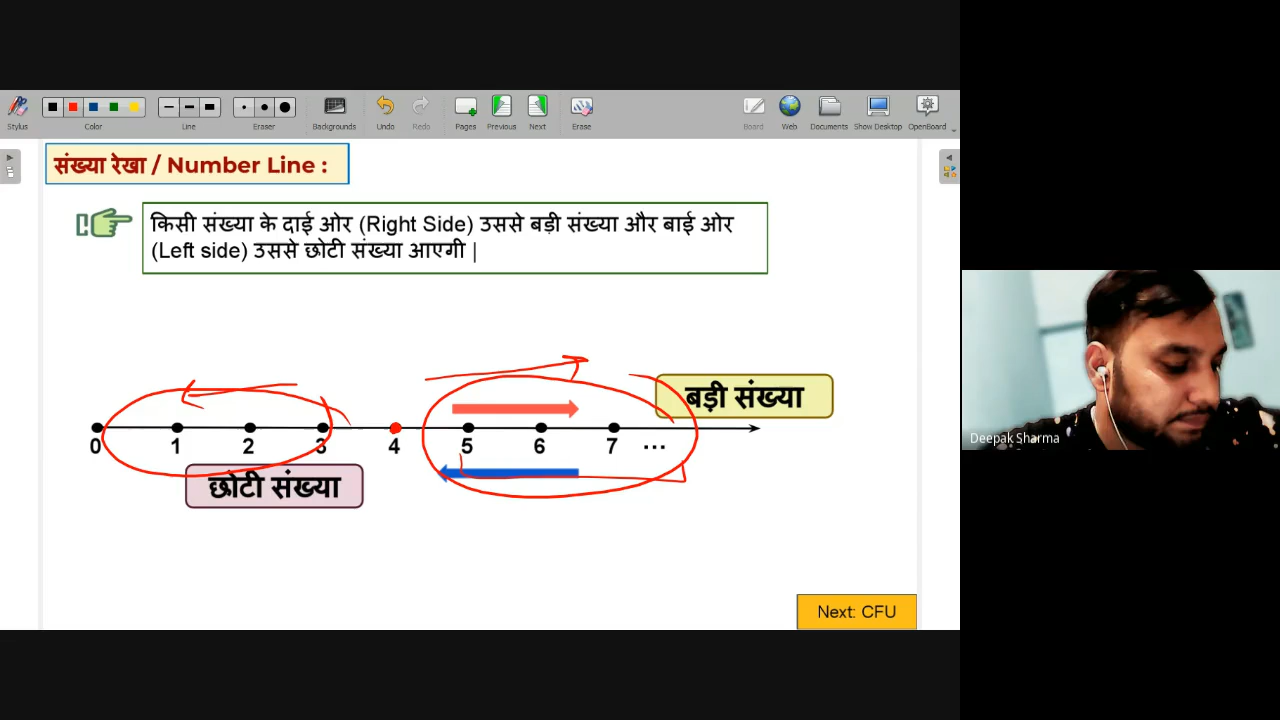 Stylus
Color
Line
Eraser
Backgrounds
Undo
Redo
Pages
Previous
Next
Erase
Board
Web
Documents
Show Desktop
OpenBoard
संख्या रेखा / Number Line :
किसी संख्या के दाई ओर (Right Side) उससे बड़ी संख्या और बाई ओर
(Left side) उससे छोटी संख्या आएगी |
बड़ी संख्या
0 1 2 3 4 5 6 7 ...
छोटी संख्या
Deepak Sharma
Next: CFU